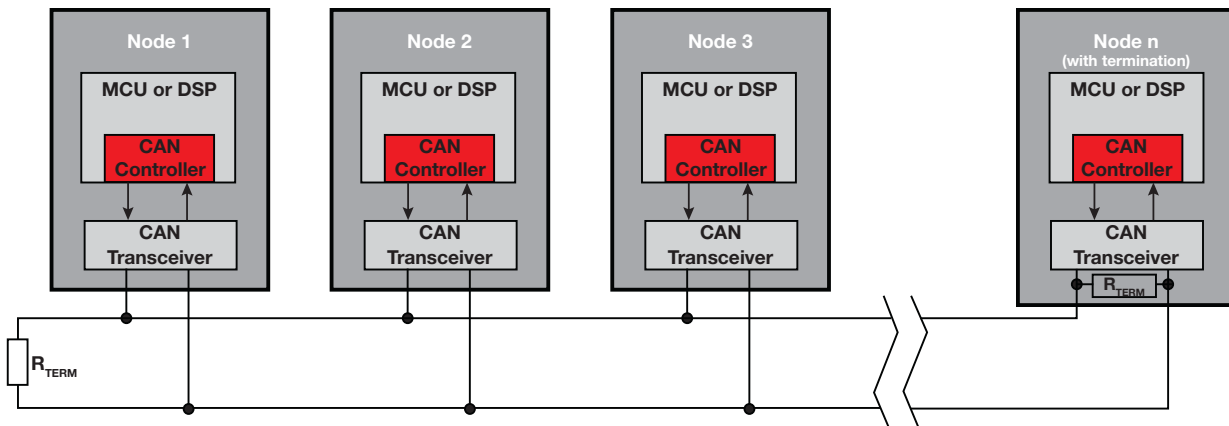 Node 1
MCU or DSP
CAN
Controller
CAN
Transceiver
Node 2
MCU or DSP
CAN
Controller
CAN
Transceiver
Node 3
MCU or DSP
CAN
Controller
CAN
Transceiver
Node n
(with termination)
MCU or DSP
CAN
Controller
CAN
Transceiver
RTERM
RTERM